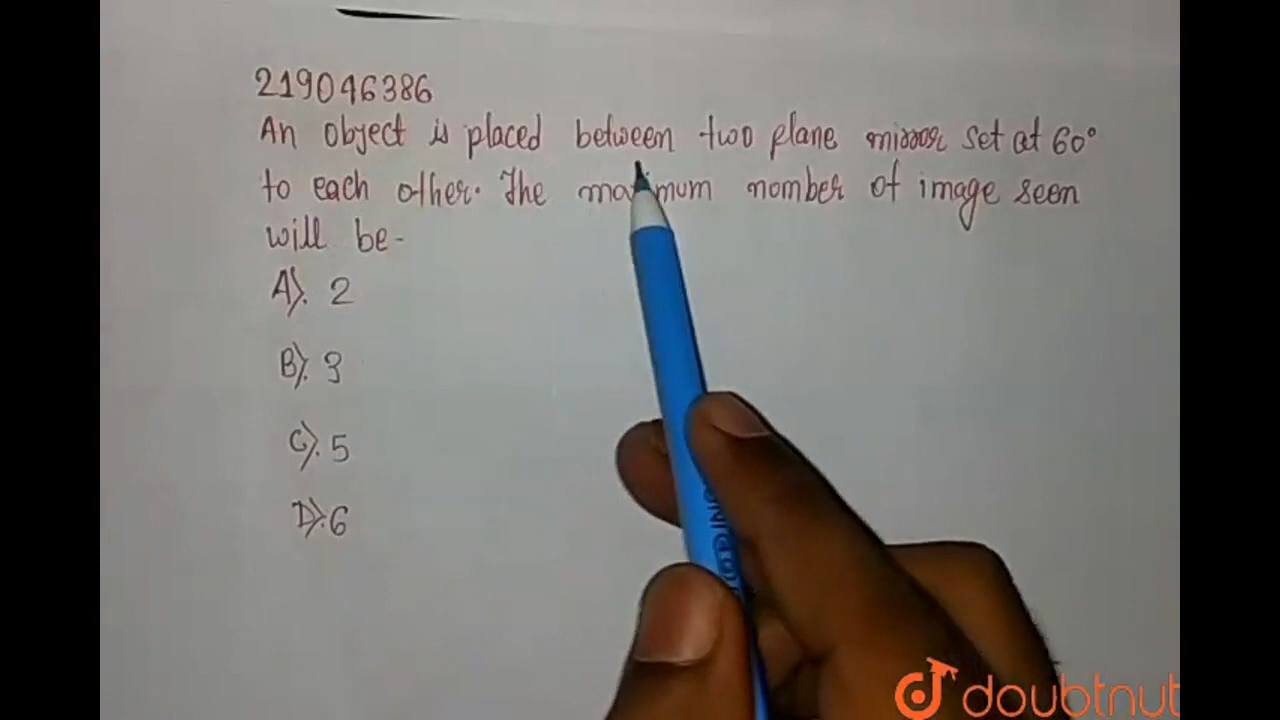 219046386
An object is placed between two plane mirror set at 60°
to each other. The maximum nomber of image seen
will be-
A). 2
B). 3
C). 5
D). 6
doubtnut